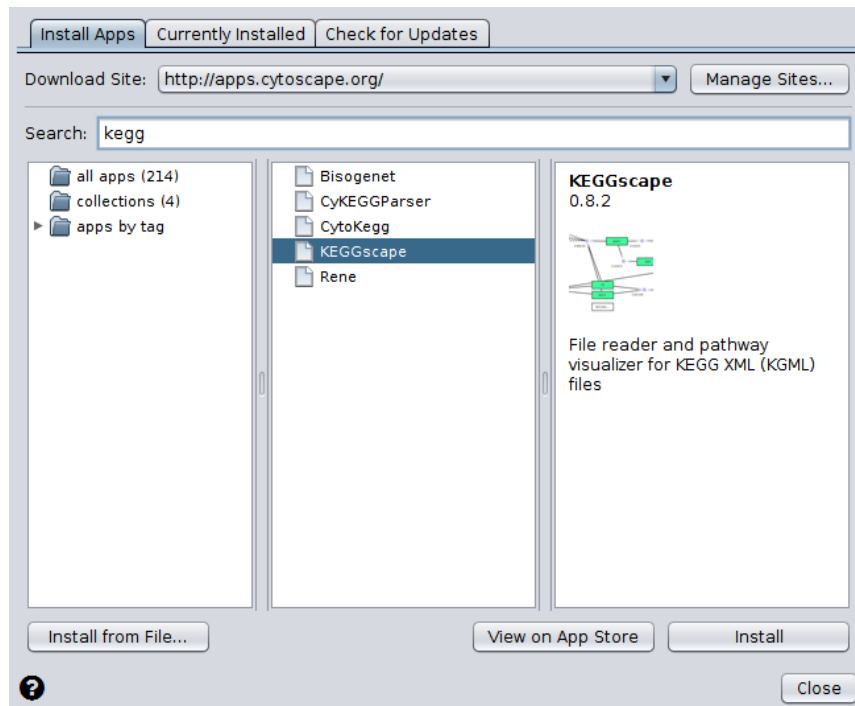 Install Apps
Currently Installed
Check for Updates
Download Site:
http://apps.cytoscape.org/
Manage Sites...
Search:
kegg
all apps (214)
collections (4)
apps by tag
Bisogenet
CyKEGGParser
CytoKegg
KEGGscape
Rene
KEGGscape
0.8.2
File reader and pathway
visualizer for KEGG XML (KGML)
files
Install from File...
View on App Store
Install
?
Close